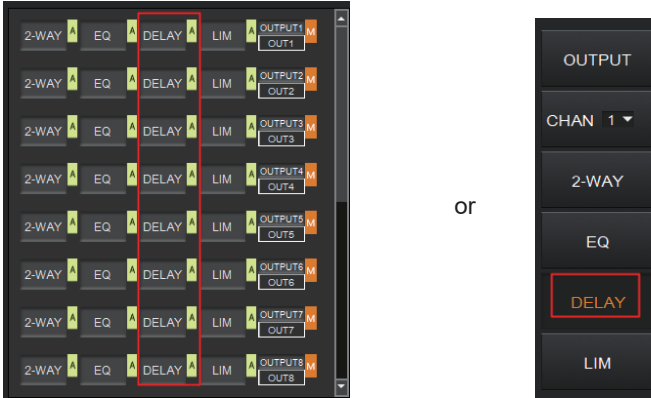 2-WAY A EQ A DELAY A LIM A OUTPUT1 M
OUT1
2-WAY A EQ A DELAY A LIM A OUTPUT2 M
OUT2
2-WAY A EQ A DELAY A LIM A OUTPUT3 M
OUT3
2-WAY A EQ A DELAY A LIM A OUTPUT4 M
OUT4
2-WAY A EQ A DELAY A LIM A OUTPUT5 M
OUT5
2-WAY A EQ A DELAY A LIM A OUTPUT6 M
OUT6
2-WAY A EQ A DELAY A LIM A OUTPUT7 M
OUT7
2-WAY A EQ A DELAY A LIM A OUTPUT8 M
OUT8
or
OUTPUT
CHAN 1
2-WAY
EQ
DELAY
LIM